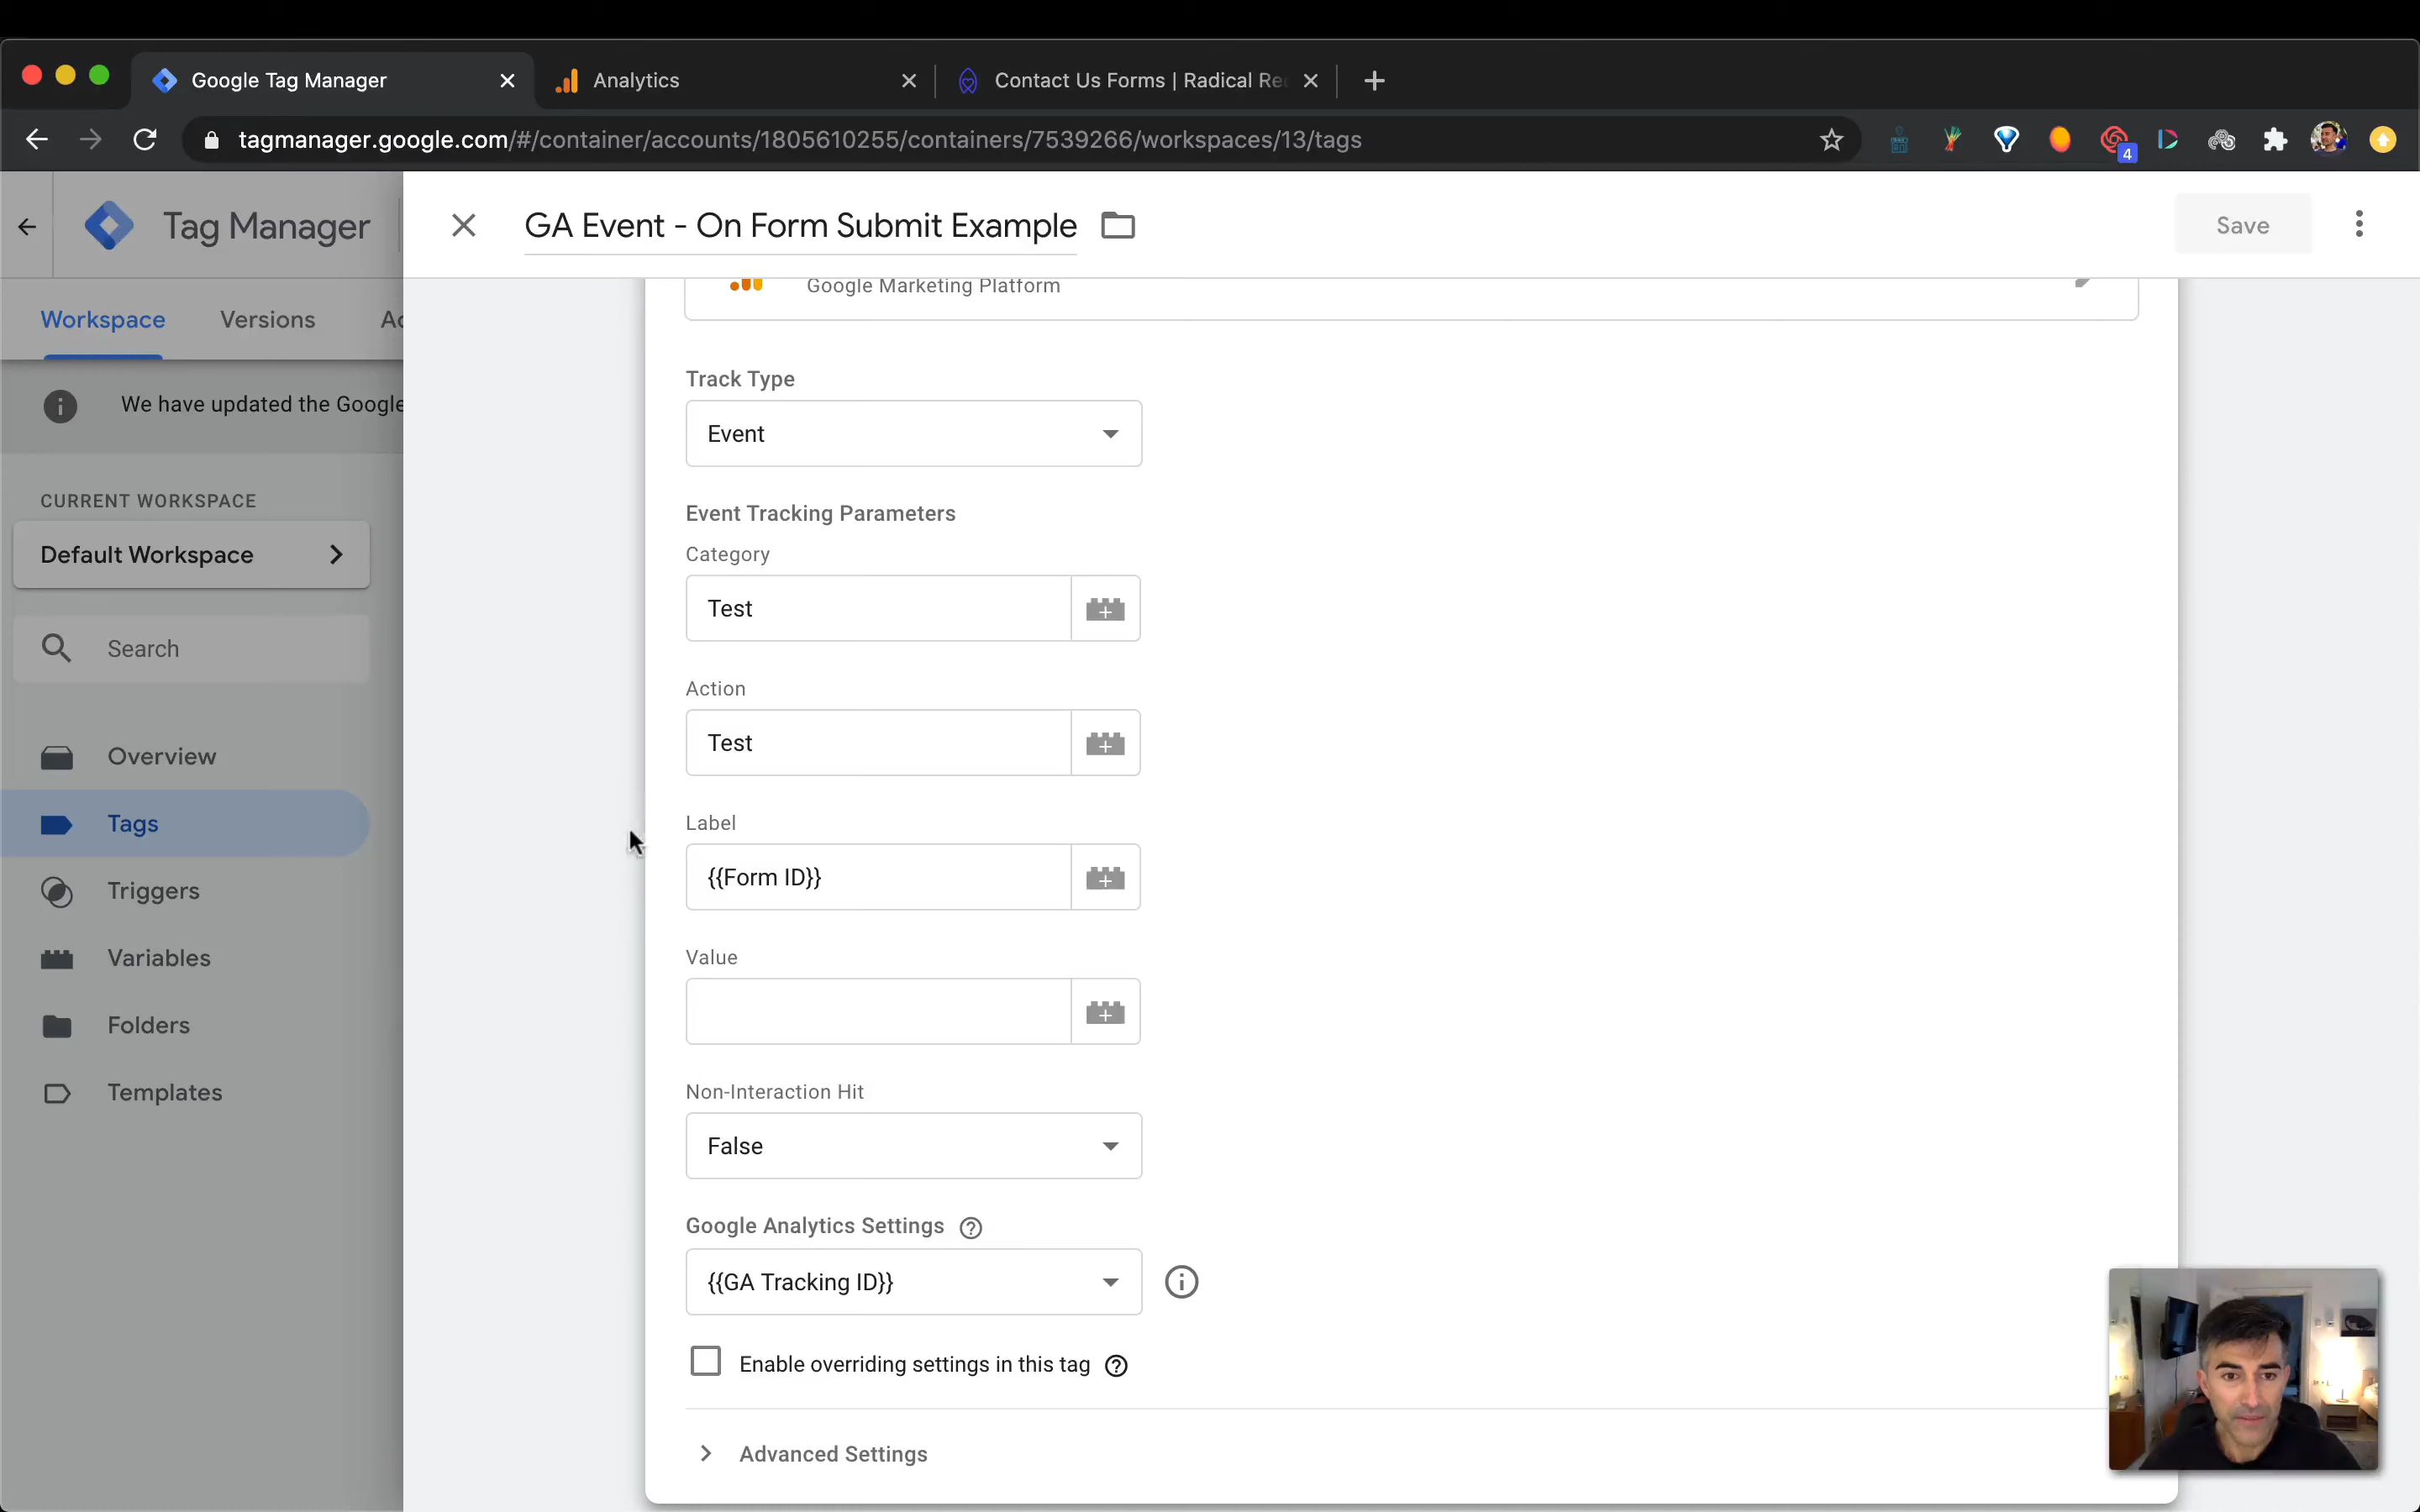 Google Tag Manager
Analytics
Contact Us Forms | Radical Re
tagmanager.google.com/#/container/accounts/1805610255/containers/7539266/workspaces/13/tags
4
Tag Manager
GA Event - On Form Submit Example
Save
Google Marketing Platform
Workspace
Versions
Ad
We have updated the Google
Track Type
Event
CURRENT WORKSPACE
Default Workspace
Event Tracking Parameters
Category
Test
Search
Action
Test
Overview
Tags
Label
{{Form ID}}
Triggers
Variables
Value
Folders
Templates
Non-Interaction Hit
False
Google Analytics Settings
{{GA Tracking ID}}
Enable overriding settings in this tag
Advanced Settings